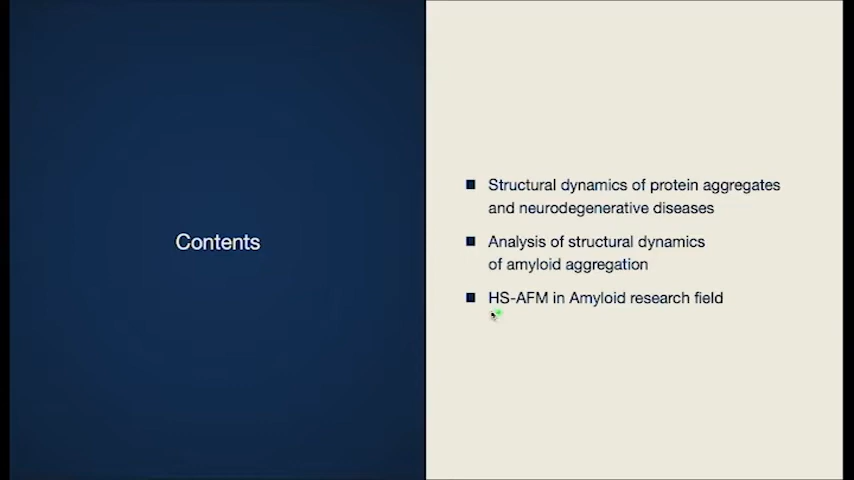 Contents
Structural dynamics of protein aggregates
and neurodegenerative diseases
Analysis of structural dynamics
of amyloid aggregation
HS-AFM in Amyloid research field